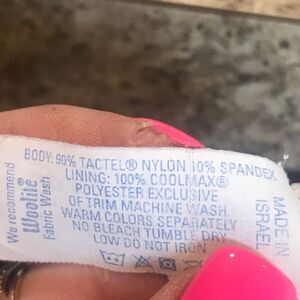 We recommend
Woolite
Fabric Wash
BODY: 90% TACTEL® NYLON 10% SPANDEX
LINING: 100% COOLMAX®
POLYESTER EXCLUSIVE
OF TRIM MACHINE WASH
WARM COLORS SEPARATELY
NO BLEACH TUMBLE DRY
LOW DO NOT IRON
MADE IN
ISRAEL